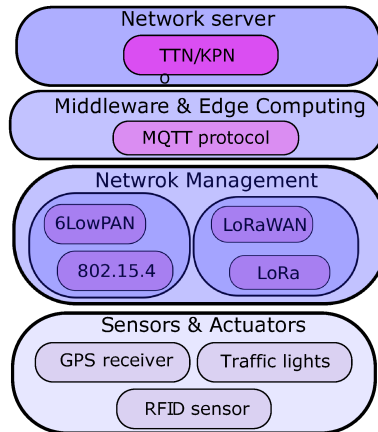 Network server
TTN/KPN
o
Middleware & Edge Computing
MQTT protocol
Netwrok Management
6LowPAN
LoRaWAN
802.15.4
LoRa
Sensors & Actuators
GPS receiver
Traffic lights
RFID sensor